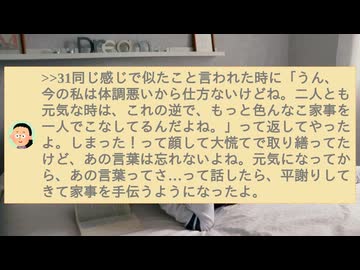 Dream
>>31同じ感じで似たこと言われた時に「うん、
今の私は体調悪いから仕方ないけどね。二人とも
元気な時は、これの逆で、もっと色んなこ家事を
一人でこなしてるんだよね。」って返してやった
よ。しまった！って顔して大慌てで取り繕ってた
けど、あの言葉は忘れないよね。元気になってか
ら、あの言葉ってさ…って話したら、平謝りして
きて家事を手伝うようになったよ。